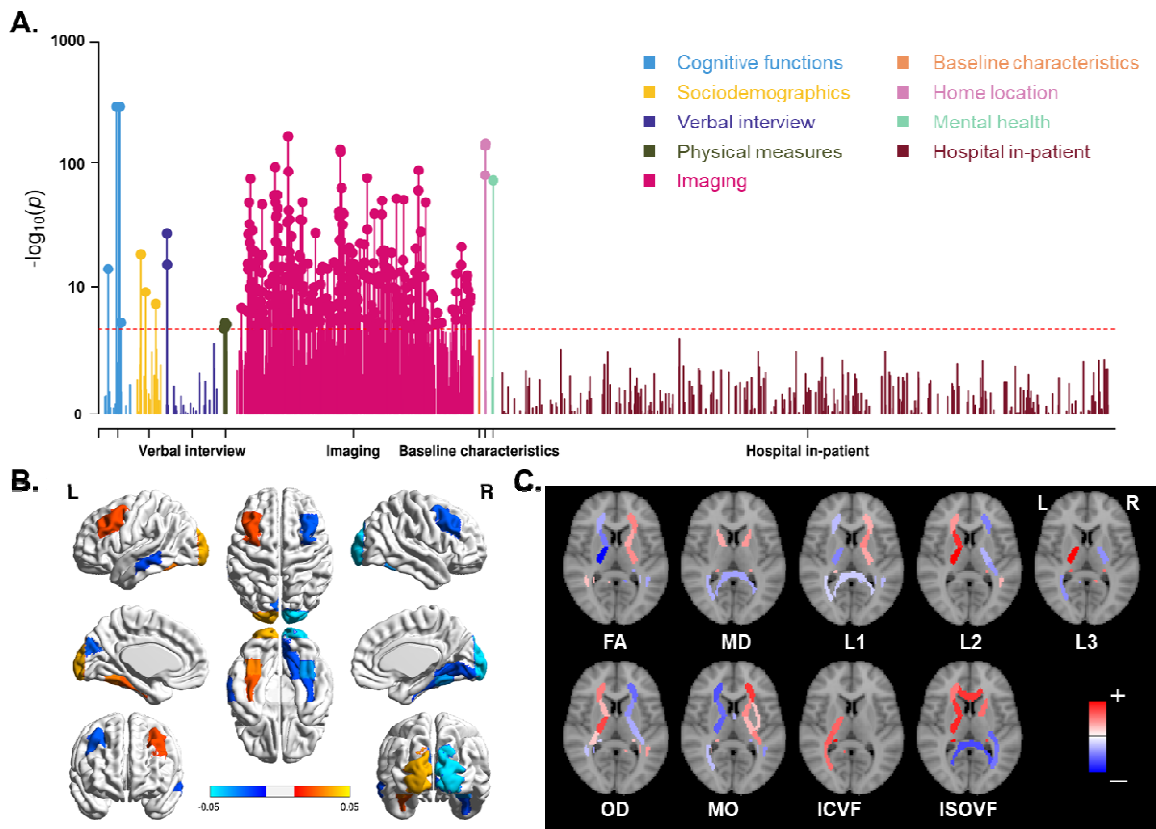 A.
1000
100
10
0
-log10(p)
Cognitive functions
Sociodemographics
Verbal interview
Physical measures
Imaging
Baseline characteristics
Home location
Mental health
Hospital in-patient
Verbal interview Imaging Baseline characteristics Hospital in-patient
B.
L R
-0.05 0.05
C.
L R
FA MD L1 L2 L3
OD MO ICVF ISOVF
+
—